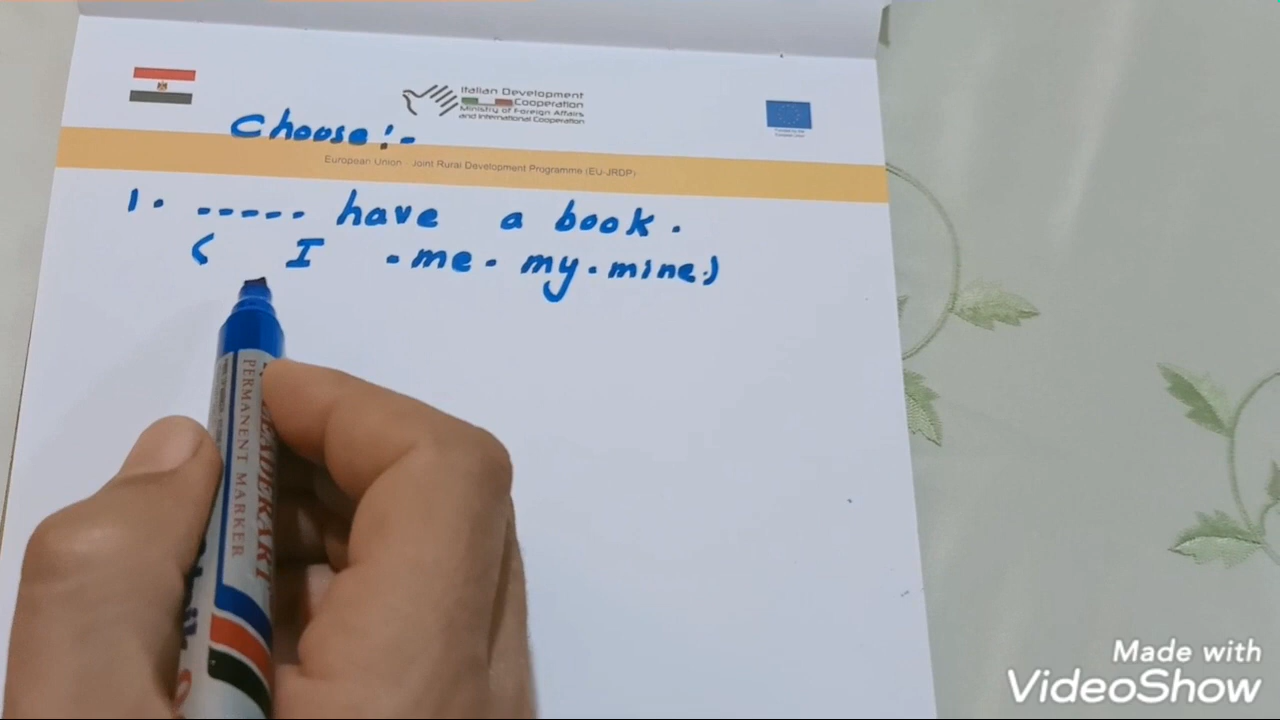 Italian Development
Cooperation
Ministry of Foreign Affairs
and International Cooperation
Choose:-
European Union - Joint Rural Development Programme (EU-JRDP)
1. ----- have a book.
( I - me - my - mine.)
PERMANENT MARKER
Made with
VideoShow